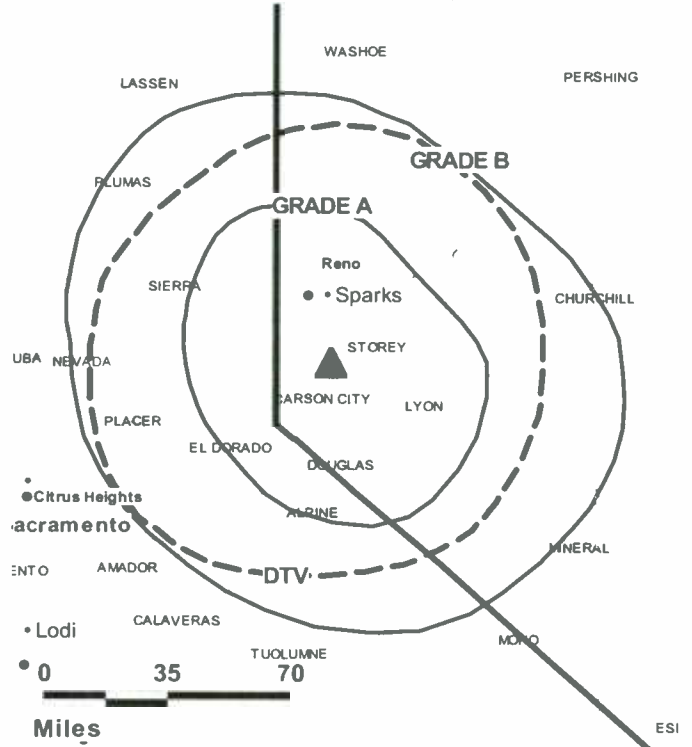 WASHOE
LASSEN
PERSHING
GRADE B
PLUMAS
GRADE A
Reno
SIERRA
Sparks
CHURCHILL
STOREY
UBA NEVADA
CARSON CITY
LYON
PLACER
EL DORADO
DOUGLAS
Citrus Heights
ALPINE
acramento
MINERAL
ENTO
AMADOR
DTV
CALAVERAS
Lodi
MONO
TUOLUMNE
0 35 70
Miles
ESI